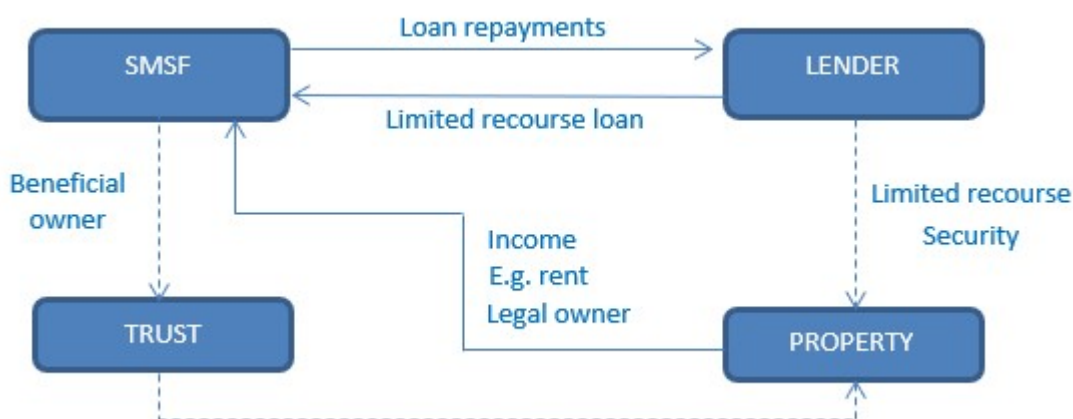 Loan repayments
SMSF
LENDER
Limited recourse loan
Beneficial
owner
Limited recourse
Security
Income
E.g. rent
Legal owner
TRUST
PROPERTY